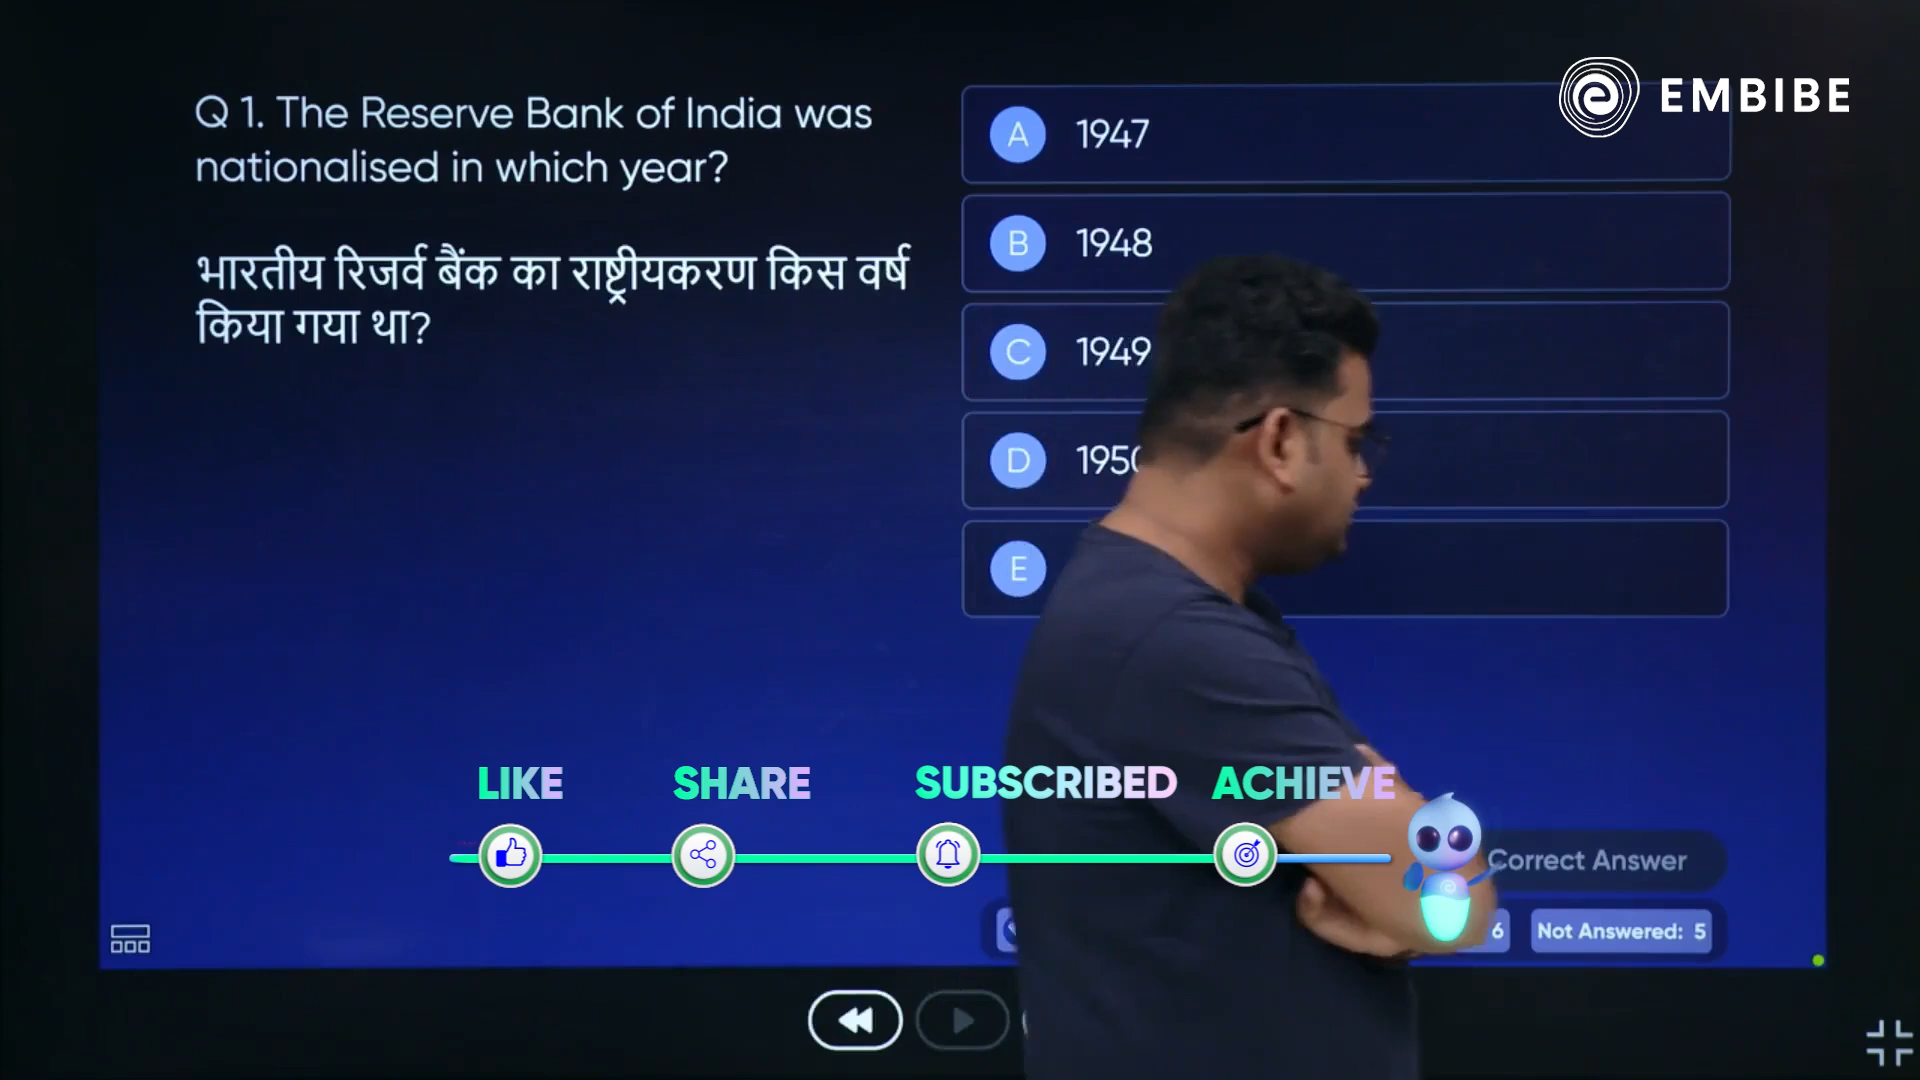 EMBIBE
Q 1. The Reserve Bank of India was
nationalised in which year?
भारतीय रिजर्व बैंक का राष्ट्रीयकरण किस वर्ष
किया गया था?
A 1947
B 1948
C 1949
D
E
LIKE SHARE SUBSCRIBED ACHIEVE
Correct Answer
6 Not Answered: 5